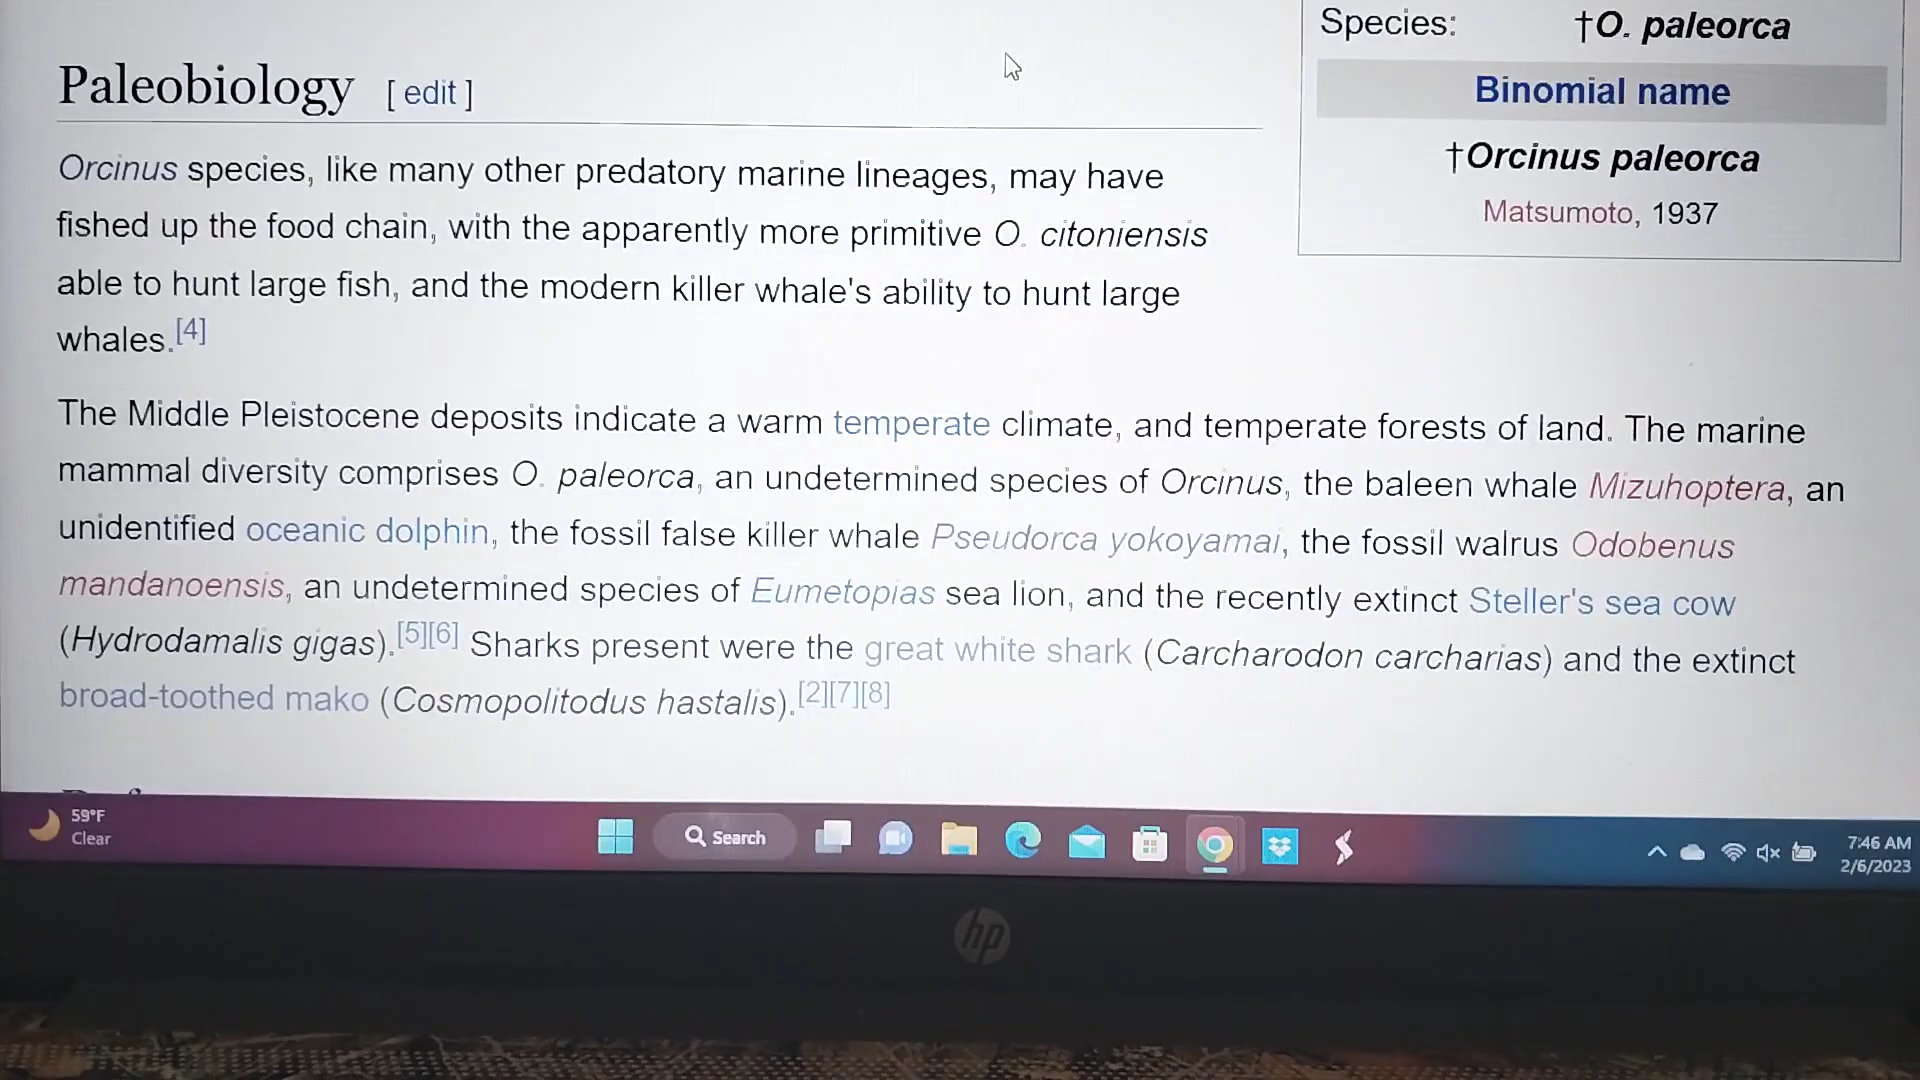 Species: †O. paleorca
Paleobiology [ edit ]
Binomial name
†Orcinus paleorca
Matsumoto, 1937
Orcinus species, like many other predatory marine lineages, may have
fished up the food chain, with the apparently more primitive O. citoniensis
able to hunt large fish, and the modern killer whale's ability to hunt large
whales.[4]
The Middle Pleistocene deposits indicate a warm temperate climate, and temperate forests of land. The marine
mammal diversity comprises O. paleorca, an undetermined species of Orcinus, the baleen whale Mizuhoptera, an
unidentified oceanic dolphin, the fossil false killer whale Pseudorca yokoyamai, the fossil walrus Odobenus
mandanoensis, an undetermined species of Eumetopias sea lion, and the recently extinct Steller's sea cow
(Hydrodamalis gigas).[5][6] Sharks present were the great white shark (Carcharodon carcharias) and the extinct
broad-toothed mako (Cosmopolitodus hastalis).[2][7][8]
59°F
Clear
Search
7:46 AM
2/6/2023
hp